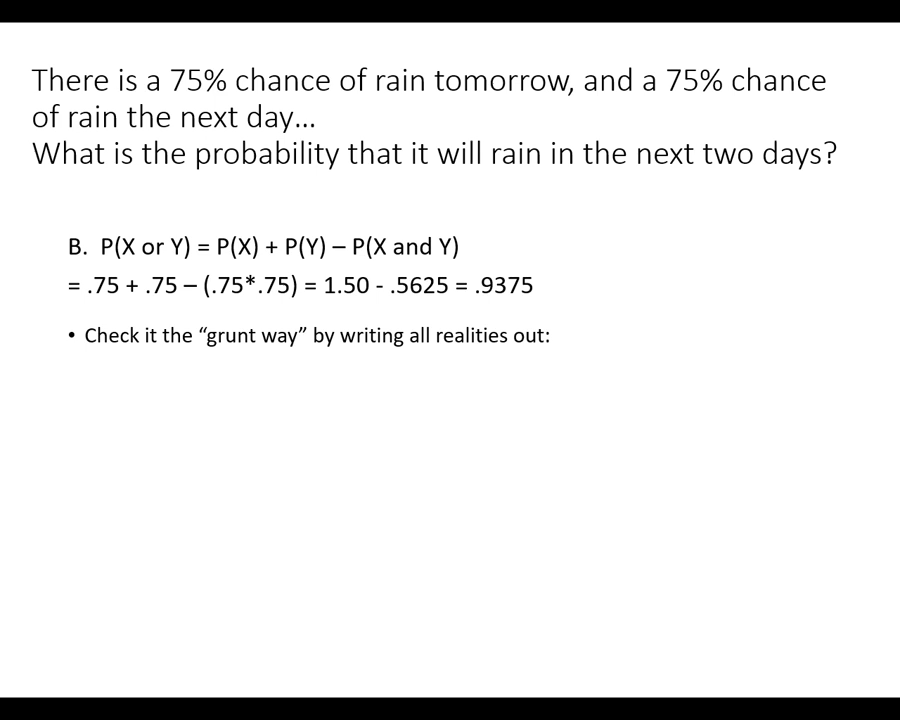 There is a 75% chance of rain tomorrow, and a 75% chance
of rain the next day…
What is the probability that it will rain in the next two days?
B. P(X or Y) = P(X) + P(Y) – P(X and Y)
= .75 + .75 – (.75*.75) = 1.50 - .5625 = .9375
• Check it the “grunt way” by writing all realities out: